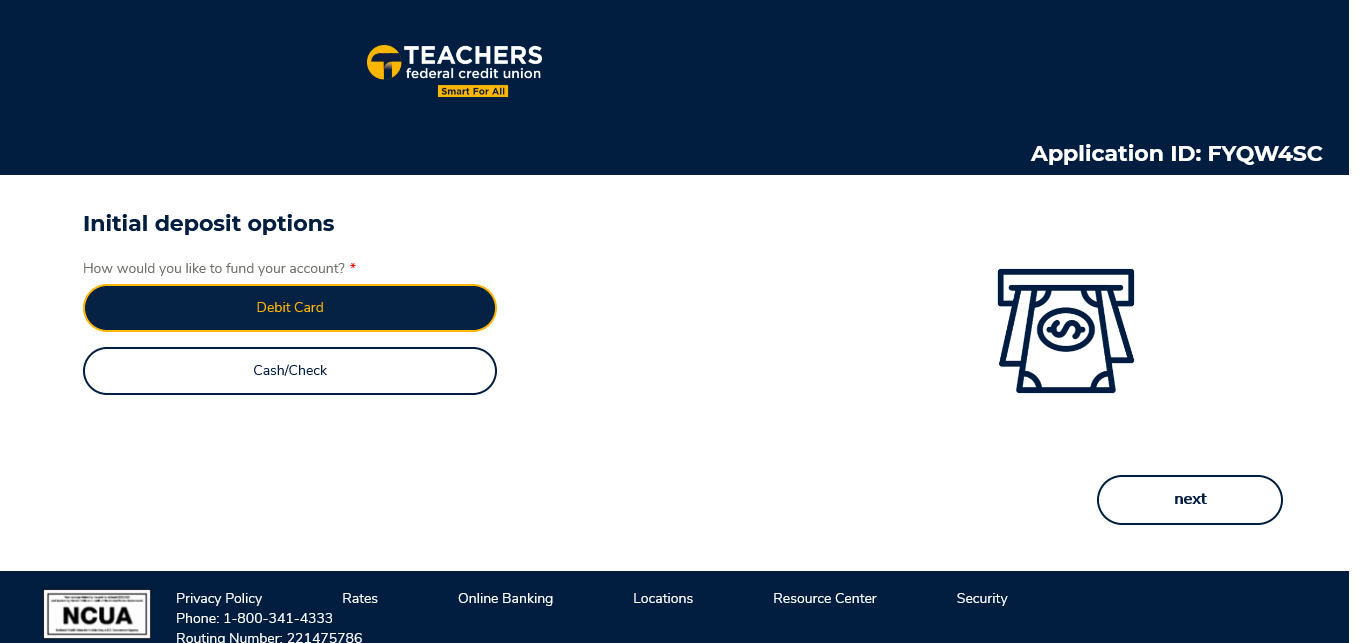 TEACHERS
federal credit union
Smart For All
Application ID: FYQW4SC
Initial deposit options
How would you like to fund your account? *
Debit Card
Cash/Check
next
NCUA
Privacy Policy Rates Online Banking Locations Resource Center Security
Phone: 1-800-341-4333
Routing Number: 221475786